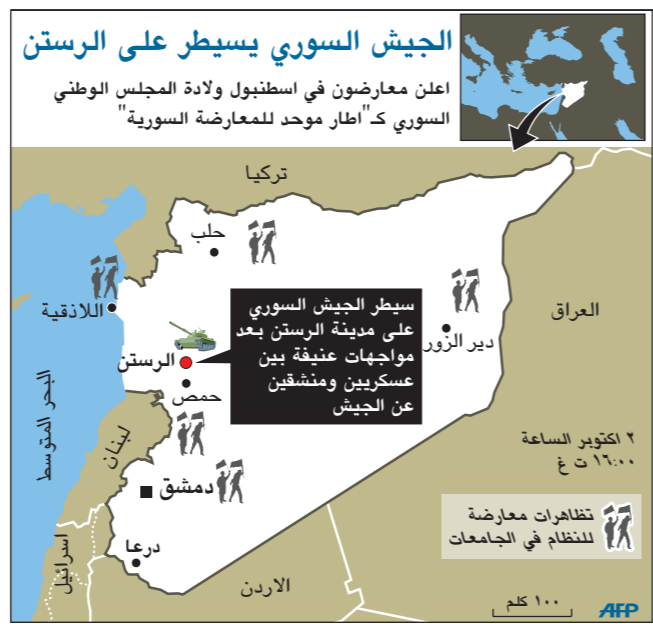 الجيش السوري يسيطر على الرستن
اعلن معارضون في اسطنبول ولادة المجلس الوطني
السوري كـ"اطار موحد للمعارضة السورية"
تركيا
حلب
اللاذقية
العراق
دير الزور
سيطر الجيش السوري
على مدينة الرستن بعد
مواجهات عنيفة بين
عسكريين ومنشقين
عن الجيش
الرستن
حمص
البحر المتوسط
لبنان
دمشق
درعا
اسرائيل
الاردن
٢ اكتوبر الساعة
١٦:٠٠ ت غ
تظاهرات معارضة
للنظام في الجامعات
١٠٠ كلم
AFP